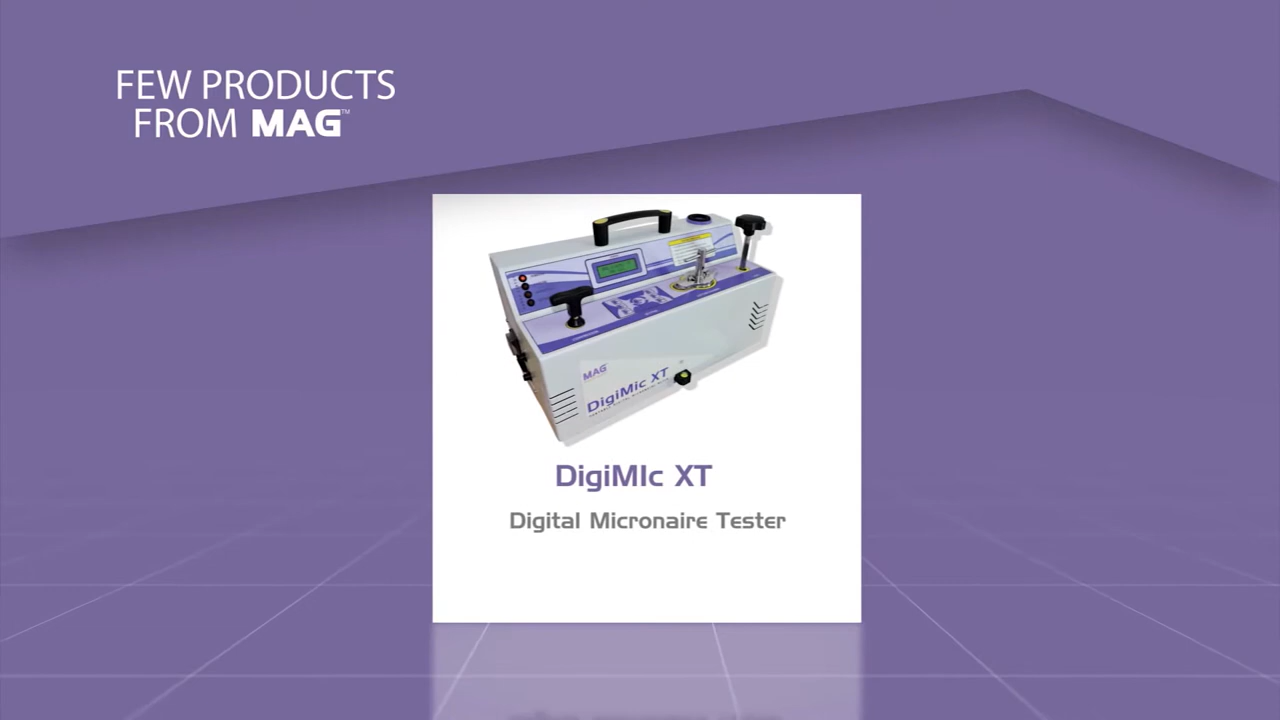 FEW PRODUCTS
FROM MAG™
MAG
DigiMic XT
DigiMIc XT
Digital Micronaire Tester